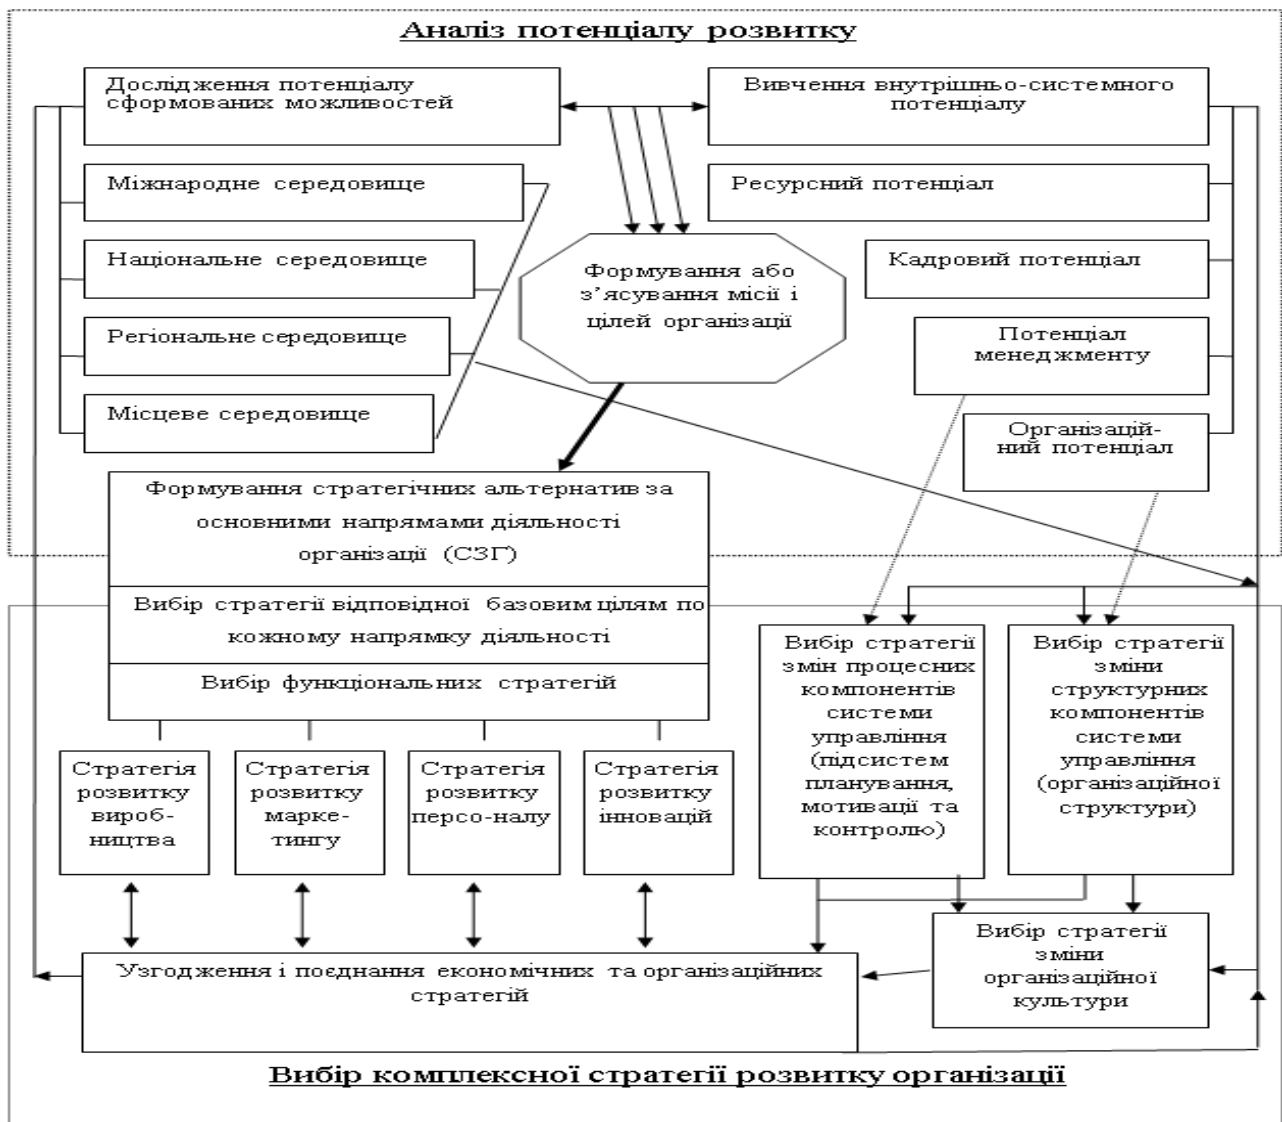 Аналіз потенціалу розвитку
Дослідження потенціалу
сформованих можливостей
Вивчення внутрішньо-системного
потенціалу
Міжнародне середовище
Ресурсний потенціал
Національне середовище
Кадровий потенціал
Формування або
з’ясування місії і
цілей організації
Регіональне середовище
Потенціал
менеджменту
Місцеве середовище
Організацій-
ний потенціал
Формування стратегічних альтернатив за
основними напрямами діяльності
організації (СЗГ)
Вибір стратегії відповідної базовим цілям по
кожному напрямку діяльності
Вибір функціональних стратегій
Вибір стратегії
змін процесних
компонентів
системи
управління
(підсистем
планування,
мотивації та
контролю)
Вибір стратегії
зміни
структурних
компонентів
системи
управління
(організаційної
структури)
Стратегія
розвитку
вироб-
ництва
Стратегія
розвитку
марке-
тингу
Стратегія
розвитку
персо-налу
Стратегія
розвитку
інновацій
Вибір стратегії
зміни
організаційної
культури
Узгодження і поєднання економічних та організаційних
стратегій
Вибір комплексної стратегії розвитку організації